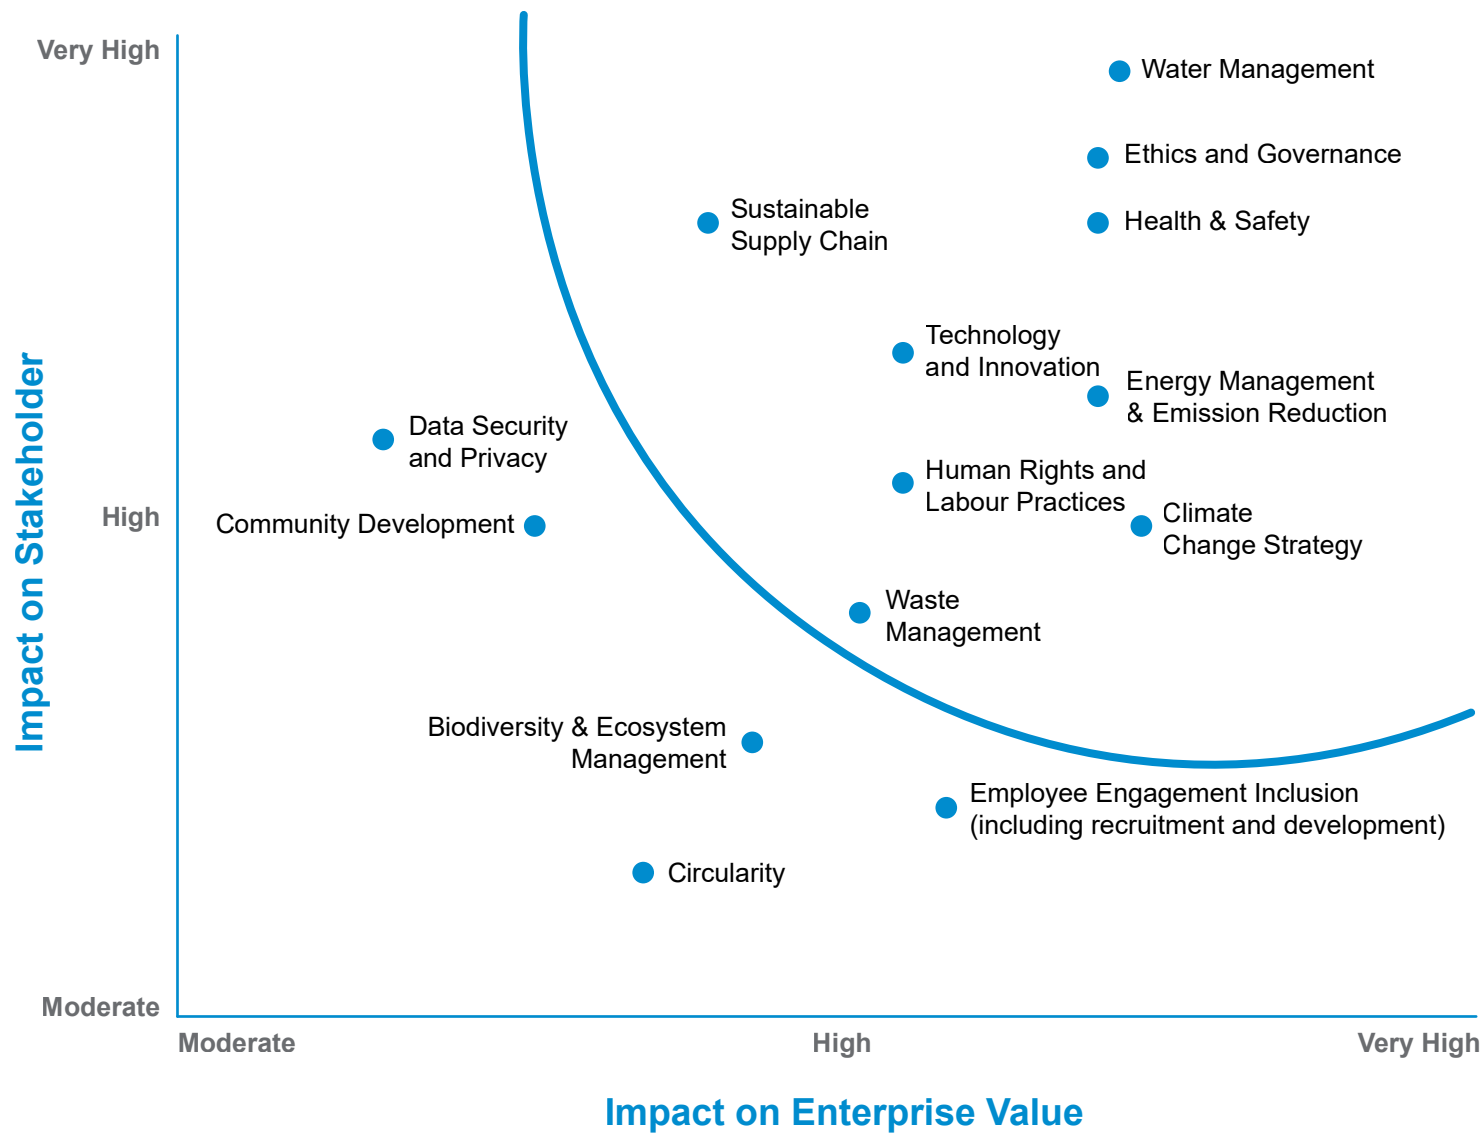 Very High
Water Management
Ethics and Governance
Sustainable
Supply Chain
Health & Safety
Technology
and Innovation
Energy Management
& Emission Reduction
Data Security
and Privacy
Human Rights and
Labour Practices
High
Community Development
Climate
Change Strategy
Waste
Management
Biodiversity & Ecosystem
Management
Employee Engagement Inclusion
(including recruitment and development)
Circularity
Moderate
Impact on Stakeholder
Moderate
High
Very High
Impact on Enterprise Value